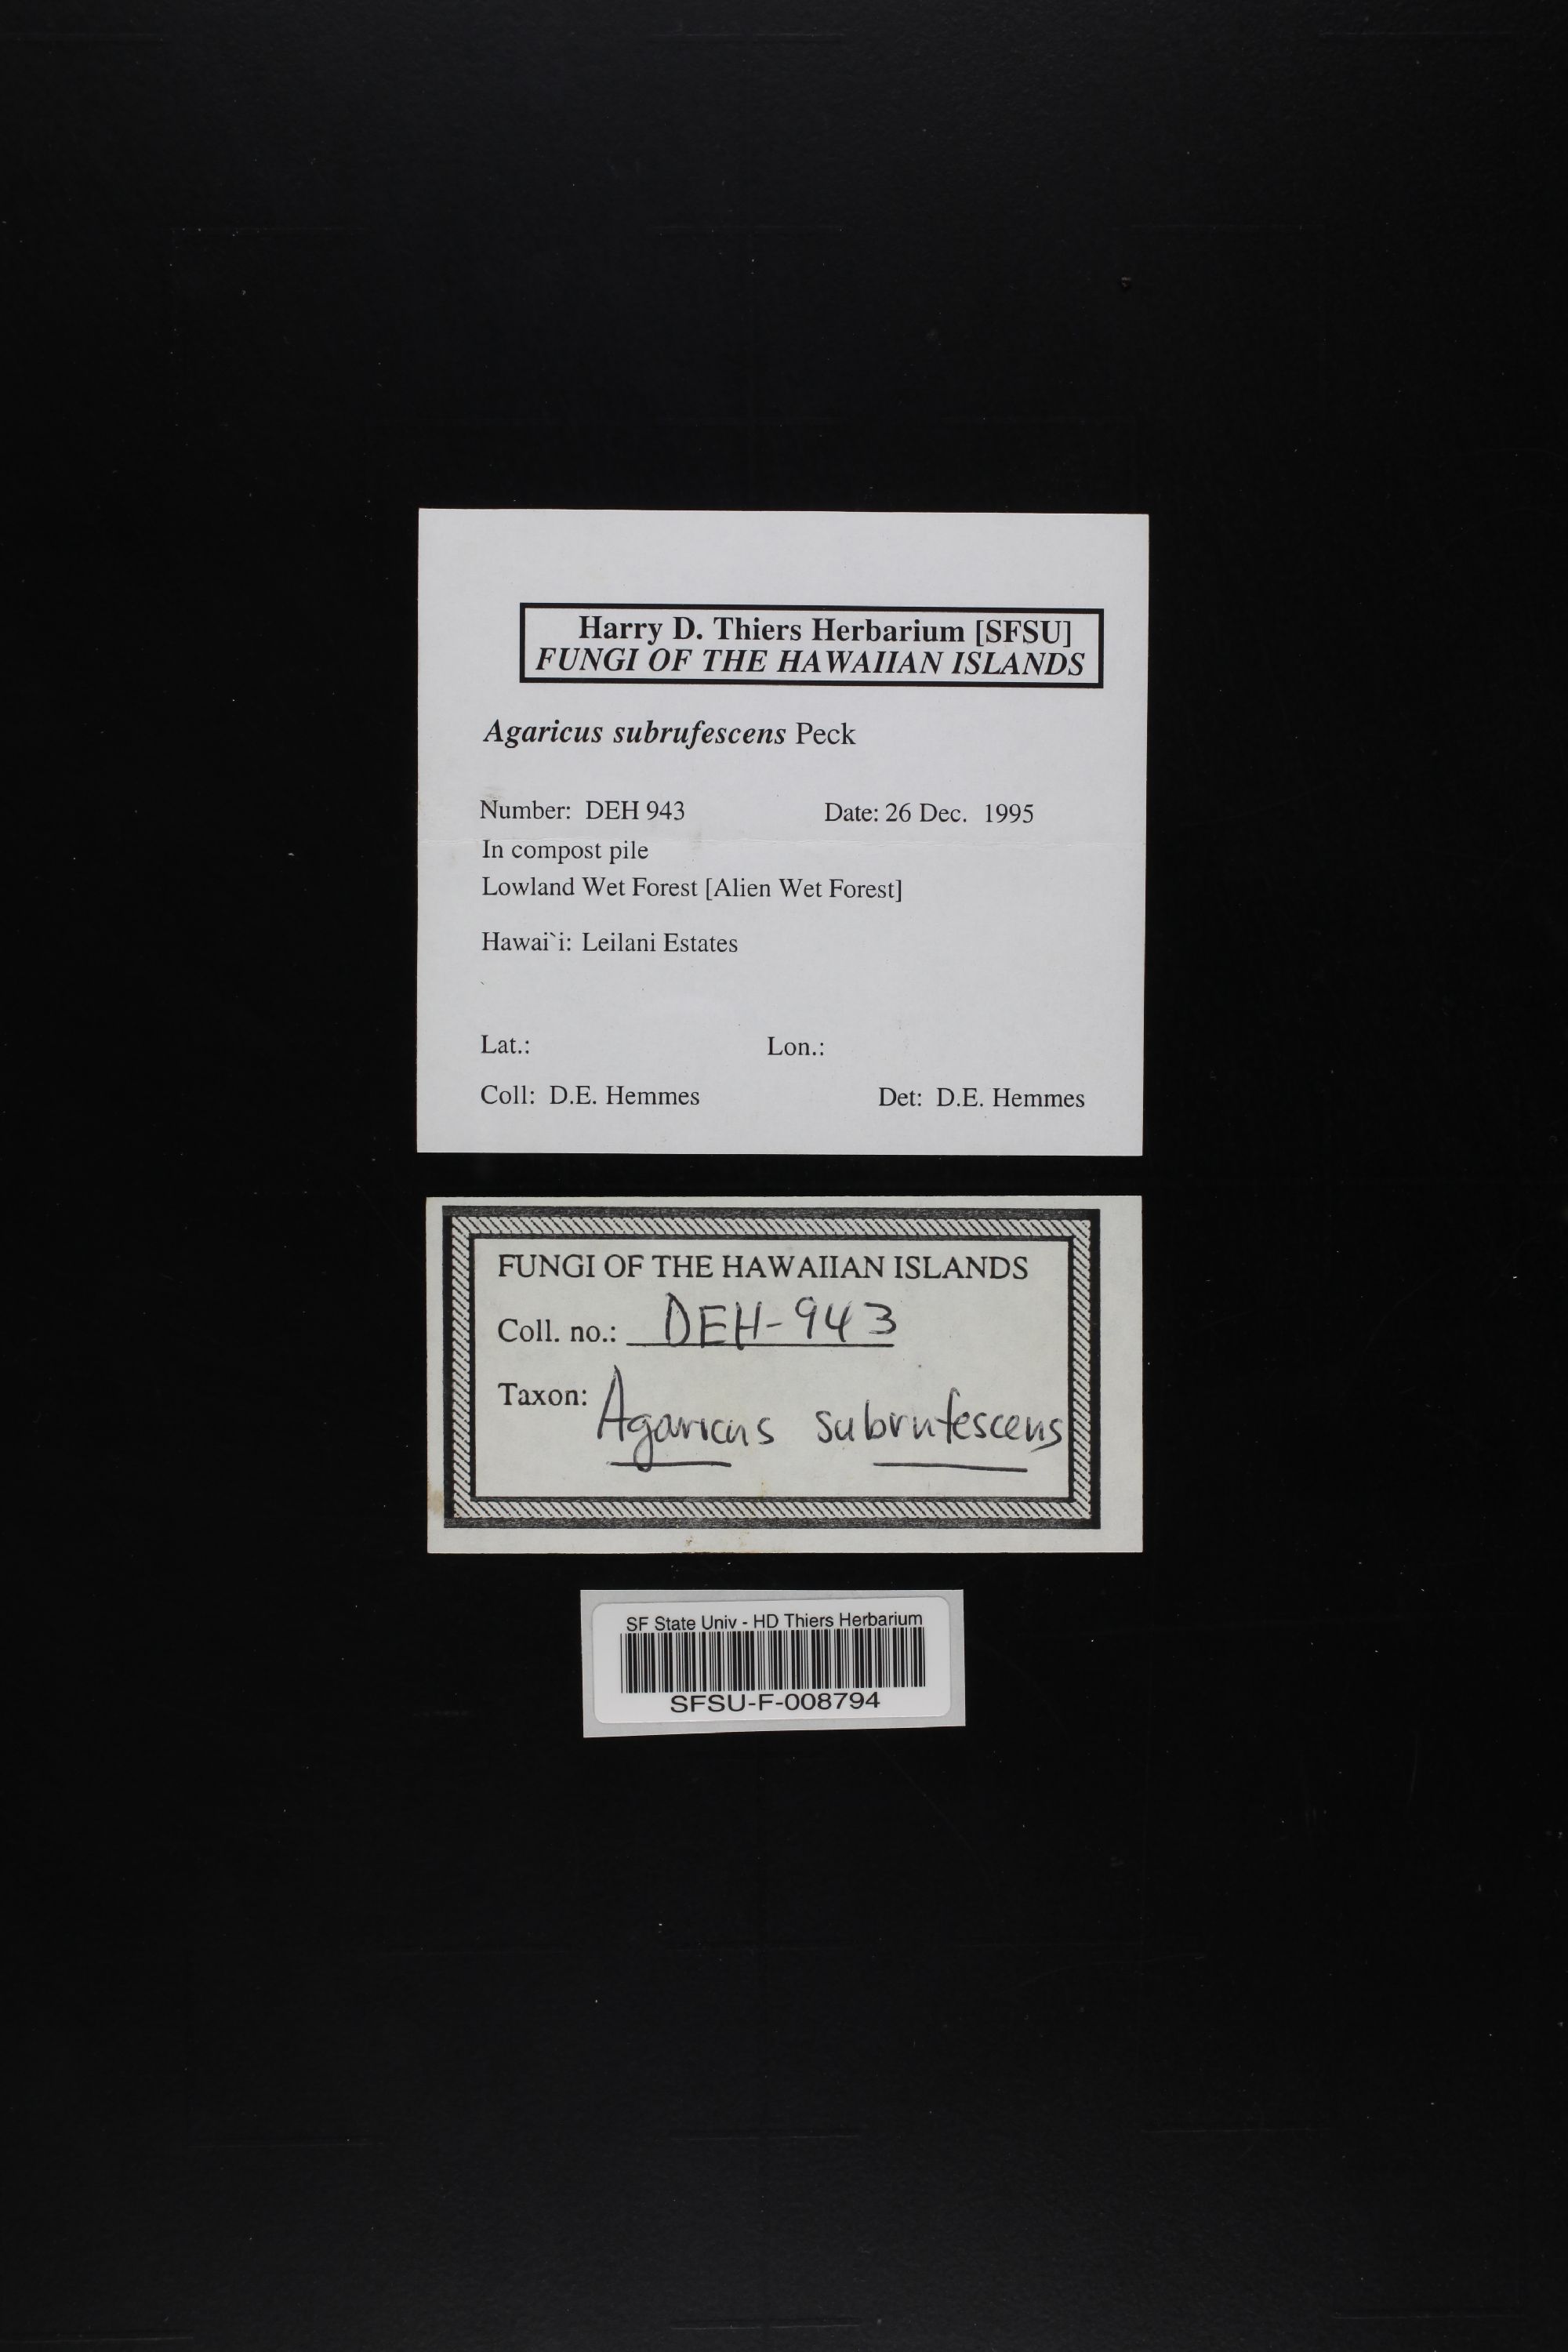 Harry D. Thiers Herbarium [SFSU]
FUNGI OF THE HAWAIIAN ISLANDS
Agaricus subrufescens Peck
Number: DEH 943 Date: 26 Dec. 1995
In compost pile
Lowland Wet Forest [Alien Wet Forest]
Hawai`i: Leilani Estates
Lat.: Lon.:
Coll: D.E. Hemmes Det: D.E. Hemmes
FUNGI OF THE HAWAIIAN ISLANDS
Coll. no.: DEH-943
Taxon: Agaricus subrufescens
SF State Univ - HD Thiers Herbarium
SFSU-F-008794